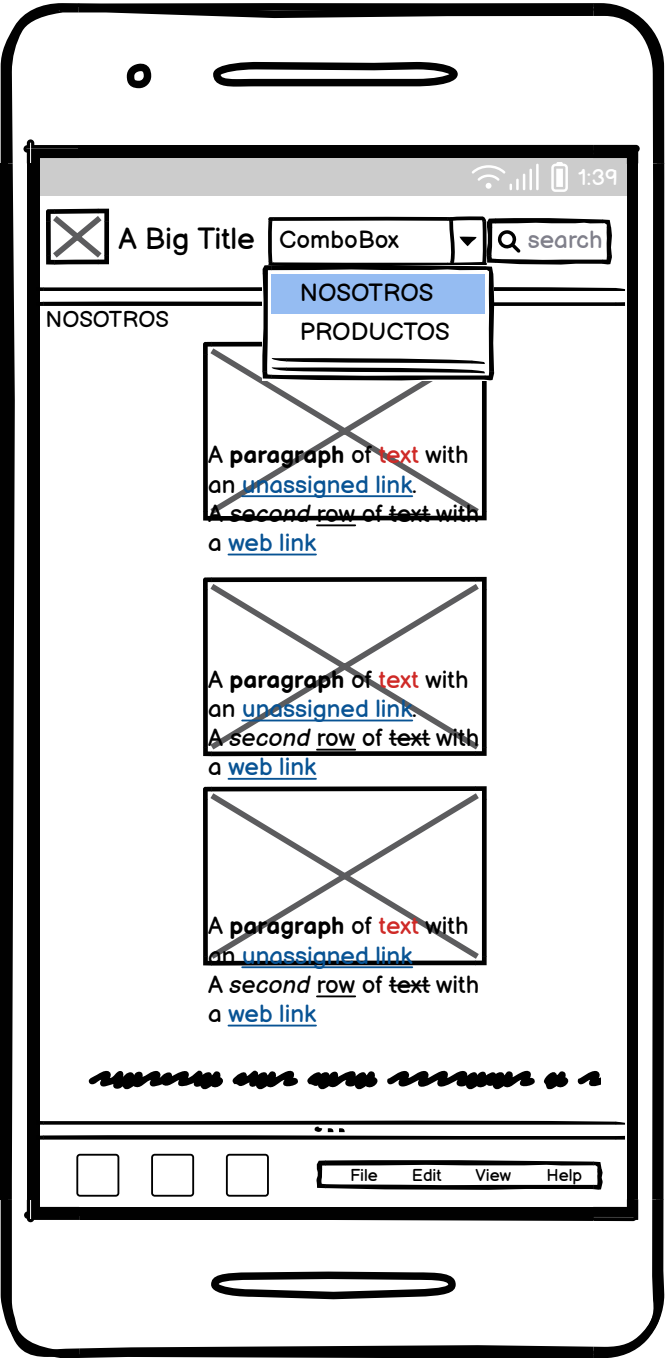 1:39
A Big Title
ComboBox
search
NOSOTROS
PRODUCTOS
NOSOTROS
A paragraph of text with
an unassigned link.
A second row of text with
a web link
A paragraph of text with
an unassigned link.
A second row of text with
a web link
A paragraph of text with
an unassigned link.
A second row of text with
a web link
File Edit View Help